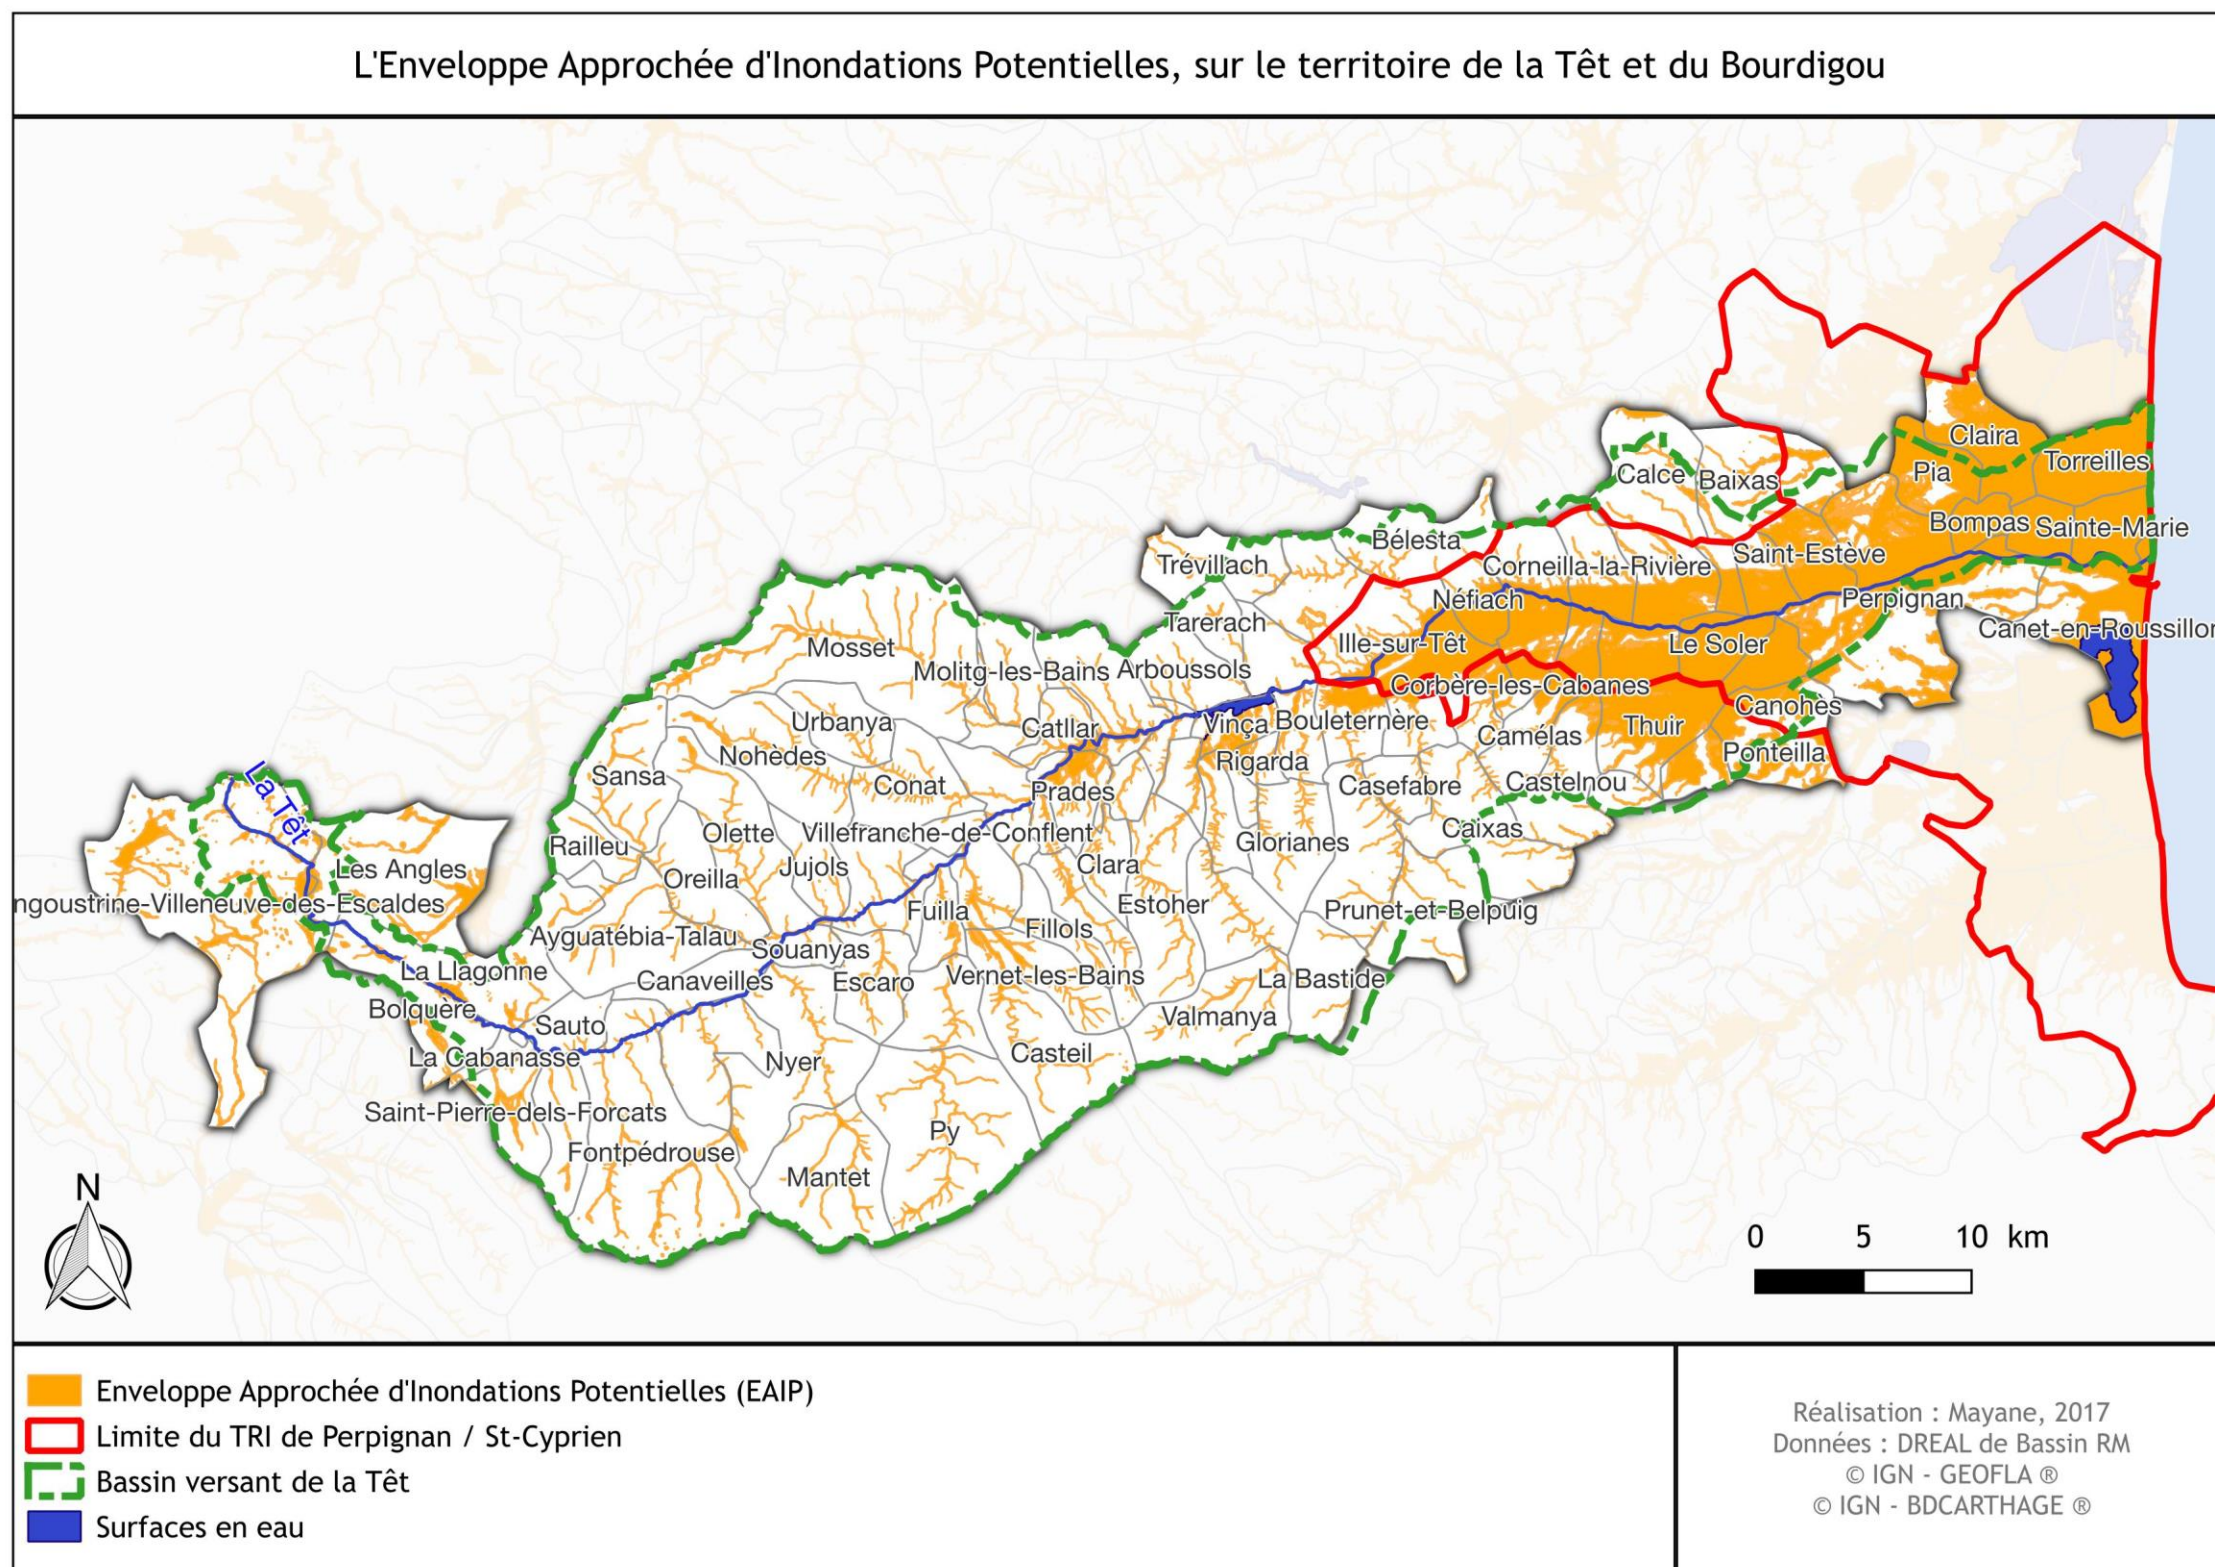 L'Enveloppe Approchée d'Inondations Potentielles, sur le territoire de la Têt et du Bourdigou
Claira
Pia
Torreilles
Calce
Baixas
Bompas
Sainte-Marie
Bélesta
Saint-Estève
Trévillach
Corneilla-la-Rivière
Néfiach
Perpignan
Tarerach
Canet-en-Roussillon
Mosset
Ille-sur-Têt
Le Soler
Molitg-les-Bains
Arboussols
Corbère-les-Cabanes
Canohès
Urbanya
Catllar
Vinça
Bouleternère
Thuir
Camélas
Nohèdes
Ponteilla
Rigarda
Sansa
Conat
Prades
Casefabre
Castelnou
La Têt
Olette
Villefranche-de-Conflent
Caixas
Railleu
Glorianes
Les Angles
Jujols
Clara
Oreilla
ngoustrine-Villeneuve-des-Escaldes
Fuilla
Estoher
Prunet-et-Belpuig
Fillols
Ayguatébia-Talau
Souanyas
La Llagonne
Canaveilles
Escaro
Vernet-les-Bains
La Bastide
Bolquère
Sauto
Valmanya
La Cabanasse
Nyer
Casteil
Saint-Pierre-dels-Forcats
Py
Fontpédrouse
Mantet
N
0 5 10 km
Enveloppe Approchée d'Inondations Potentielles (EAIP)
Limite du TRI de Perpignan / St-Cyprien
Bassin versant de la Têt
Surfaces en eau
Réalisation : Mayane, 2017
Données : DREAL de Bassin RM
© IGN - GEOFLA ®
© IGN - BDCARTHAGE ®